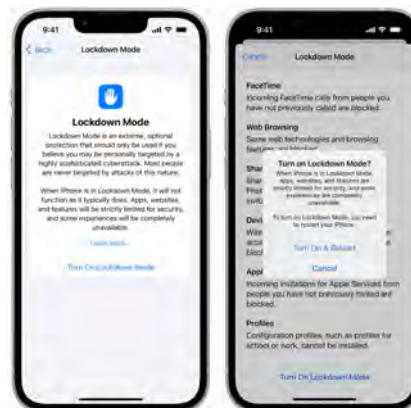 9:41
Back
Lockdown Mode
Lockdown Mode
Lockdown Mode is an extreme, optional
protection that should only be used if you
believe you may be personally targeted by a
highly sophisticated cyberattack. Most people
are never targeted by attacks of this nature.
When iPhone is in Lockdown Mode, it will not
function as it typically does. Apps, websites,
and features will be strictly limited for security,
and some experiences will be completely
unavailable.
Learn more...
Turn On Lockdown Mode
9:41
Cancel
Lockdown Mode
FaceTime
Incoming FaceTime calls from people you
have not previously called are blocked.
Web Browsing
Some web technologies and browsing
Turn on Lockdown Mode?
When iPhone is in Lockdown Mode,
apps, websites, and features will be
strictly limited for security, and some
experiences will be completely
unavailable.
To turn on Lockdown Mode, you need
to restart your iPhone.
Turn On & Restart
Cancel
Incoming invitations for Apple Services from
people you have not previously invited are
blocked.
Profiles
Configuration profiles, such as profiles for
school or work, cannot be installed.
Turn On Lockdown Mode